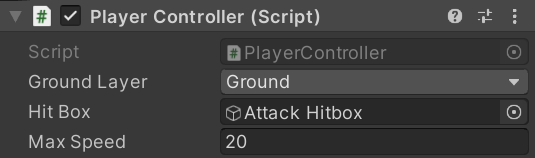 Player Controller (Script)
Script PlayerController
Ground Layer Ground
Hit Box Attack Hitbox
Max Speed 20